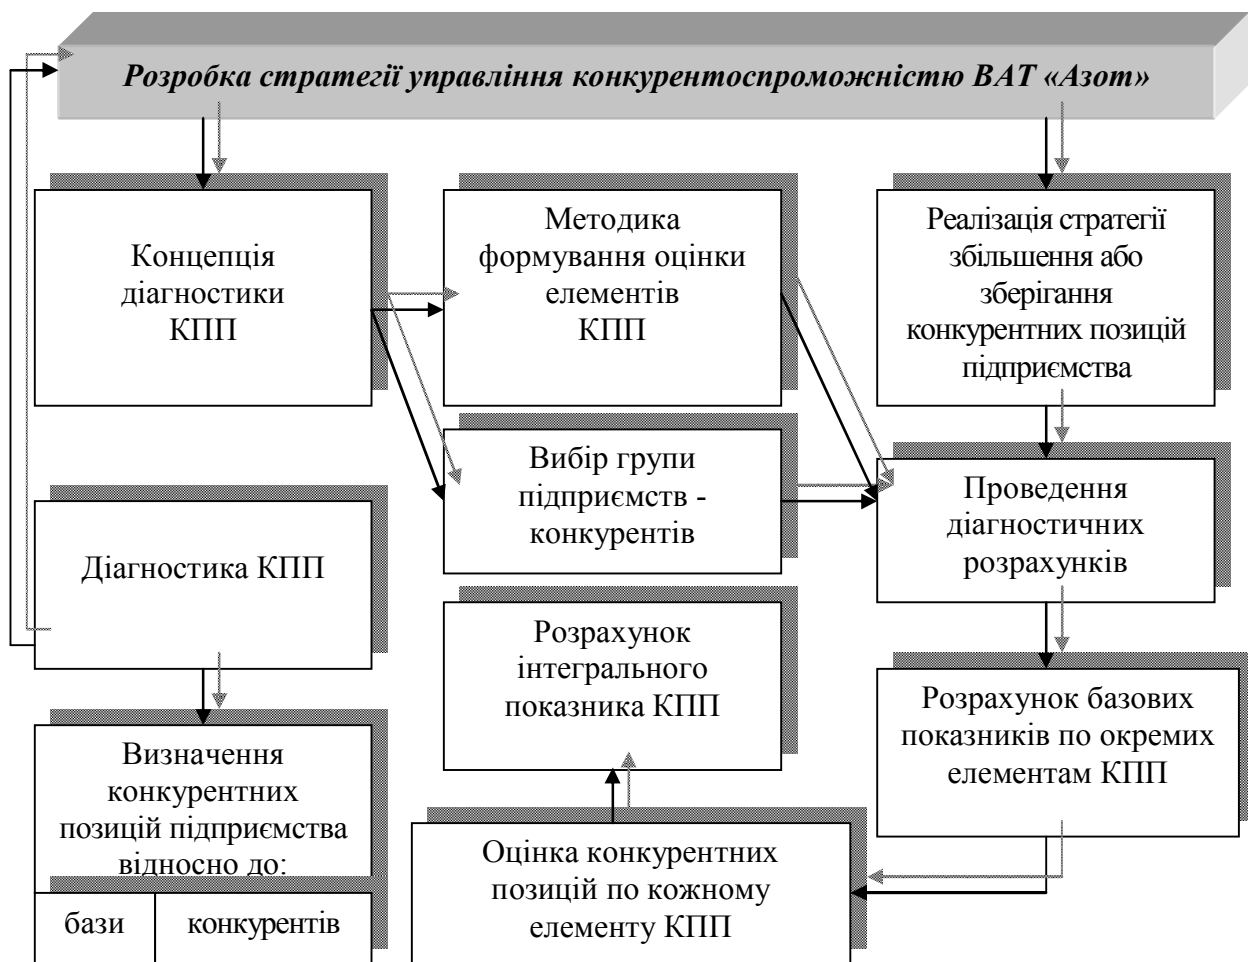 Розробка стратегії управління конкурентоспроможністю ВАТ «Азот»
Концепція
діагностики
КПП
Методика
формування оцінки
елементів
КПП
Реалізація стратегії
збільшення або
зберігання
конкурентних позицій
підприємства
Вибір групи
підприємств -
конкурентів
Проведення
діагностичних
розрахунків
Діагностика КПП
Розрахунок
інтегрального
показника КПП
Розрахунок базових
показників по окремих
елементам КПП
Визначення
конкурентних
позицій підприємства
відносно до:
бази конкурентів
Оцінка конкурентних
позицій по кожному
елементу КПП